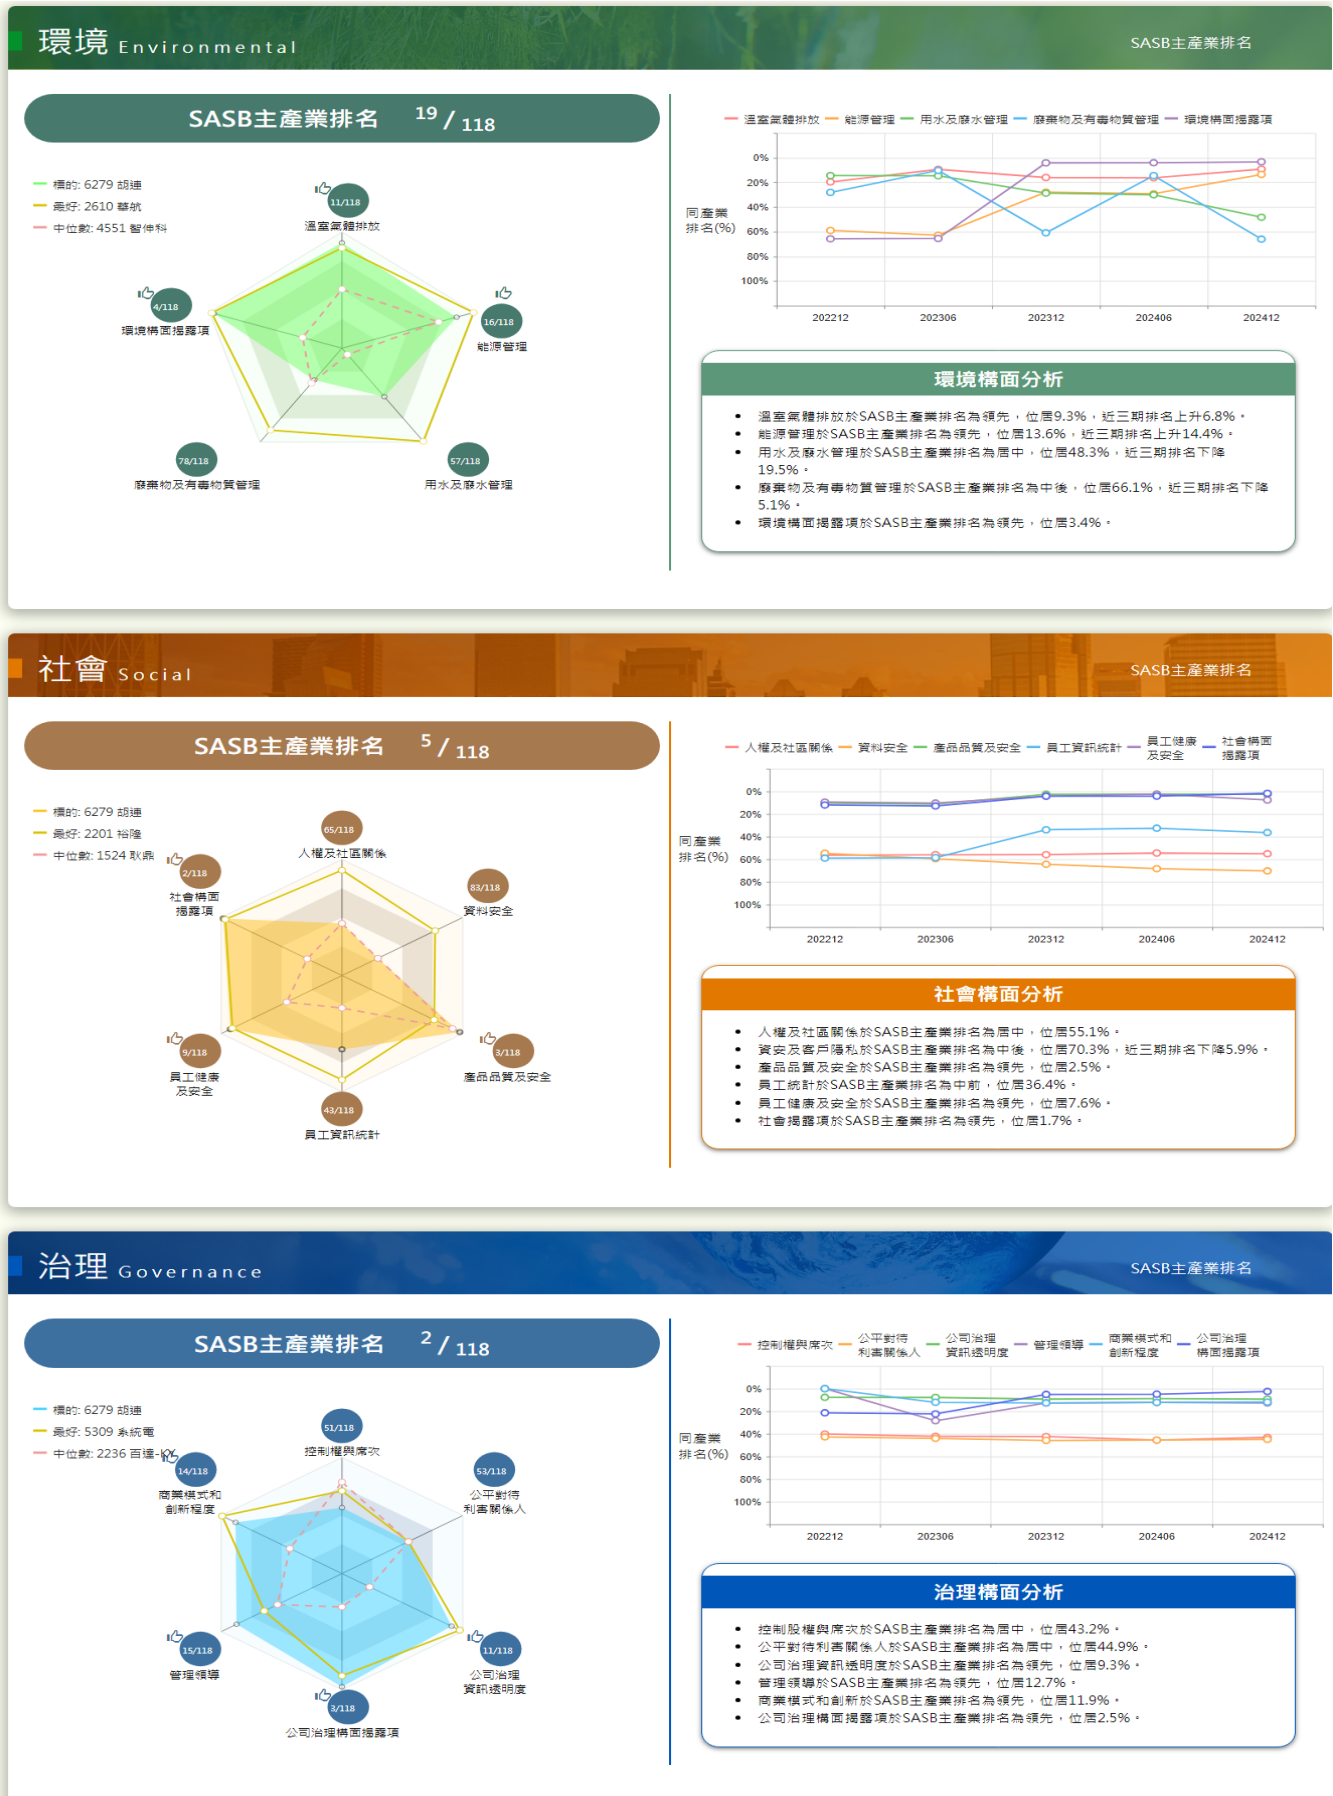 環境 Environmental
SASB主產業排名
SASB主產業排名 19 / 118
標的: 6279 胡連
最好: 2610 華航
中位數: 4551 智伸科
11/118
溫室氣體排放
16/118
能源管理
57/118
用水及廢水管理
78/118
廢棄物及有毒物質管理
4/118
環境構面揭露項
溫室氣體排放 能源管理 用水及廢水管理 廢棄物及有毒物質管理 環境構面揭露項
同產業
排名(%)
0%
20%
40%
60%
80%
100%
202212 202306 202312 202406 202412
環境構面分析
• 溫室氣體排放於SASB主產業排名為領先，位居9.3%，近三期排名上升6.8%。
• 能源管理於SASB主產業排名為領先，位居13.6%，近三期排名上升14.4%。
• 用水及廢水管理於SASB主產業排名為居中，位居48.3%，近三期排名下降
19.5%。
• 廢棄物及有毒物質管理於SASB主產業排名為中後，位居66.1%，近三期排名下降
5.1%。
• 環境構面揭露項於SASB主產業排名為領先，位居3.4%。
社會 Social
SASB主產業排名
SASB主產業排名 5 / 118
標的: 6279 胡連
最好: 2201 裕隆
中位數: 1524 耿鼎
65/118
人權及社區關係
83/118
資料安全
3/118
產品品質及安全
43/118
員工資訊統計
9/118
員工健康
及安全
2/118
社會構面
揭露項
人權及社區關係 資料安全 產品品質及安全 員工資訊統計 員工健康
及安全 社會構面
揭露項
同產業
排名(%)
0%
20%
40%
60%
80%
100%
202212 202306 202312 202406 202412
社會構面分析
• 人權及社區關係於SASB主產業排名為居中，位居55.1%。
• 資安及客戶隱私於SASB主產業排名為中後，位居70.3%，近三期排名下降5.9%。
• 產品品質及安全於SASB主產業排名為領先，位居2.5%。
• 員工統計於SASB主產業排名為中前，位居36.4%。
• 員工健康及安全於SASB主產業排名為領先，位居7.6%。
• 社會揭露項於SASB主產業排名為領先，位居1.7%。
治理 Governance
SASB主產業排名
SASB主產業排名 2 / 118
標的: 6279 胡連
最好: 5309 系統電
中位數: 2236 百達-KY
51/118
控制權與席次
53/118
公平對待
利害關係人
11/118
公司治理
資訊透明度
3/118
公司治理構面揭露項
15/118
管理領導
14/118
商業模式和
創新程度
控制權與席次 公平對待
利害關係人 公司治理
資訊透明度 管理領導 商業模式和
創新程度 公司治理
構面揭露項
同產業
排名(%)
0%
20%
40%
60%
80%
100%
202212 202306 202312 202406 202412
治理構面分析
• 控制股權與席次於SASB主產業排名為居中，位居43.2%。
• 公平對待利害關係人於SASB主產業排名為居中，位居44.9%。
• 公司治理資訊透明度於SASB主產業排名為領先，位居9.3%。
• 管理領導於SASB主產業排名為領先，位居12.7%。
• 商業模式和創新於SASB主產業排名為領先，位居11.9%。
• 公司治理構面揭露項於SASB主產業排名為領先，位居2.5%。